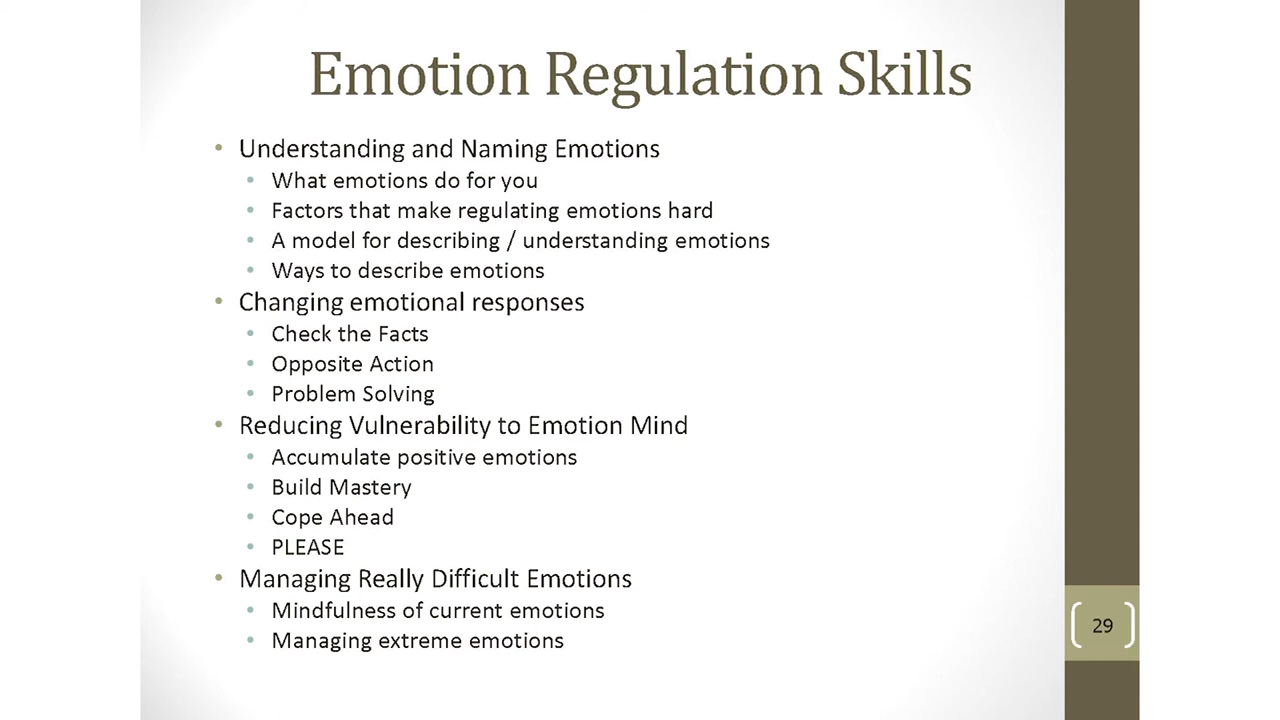 Emotion Regulation Skills
• Understanding and Naming Emotions
• What emotions do for you
• Factors that make regulating emotions hard
• A model for describing / understanding emotions
• Ways to describe emotions
• Changing emotional responses
• Check the Facts
• Opposite Action
• Problem Solving
• Reducing Vulnerability to Emotion Mind
• Accumulate positive emotions
• Build Mastery
• Cope Ahead
• PLEASE
• Managing Really Difficult Emotions
• Mindfulness of current emotions
• Managing extreme emotions
29